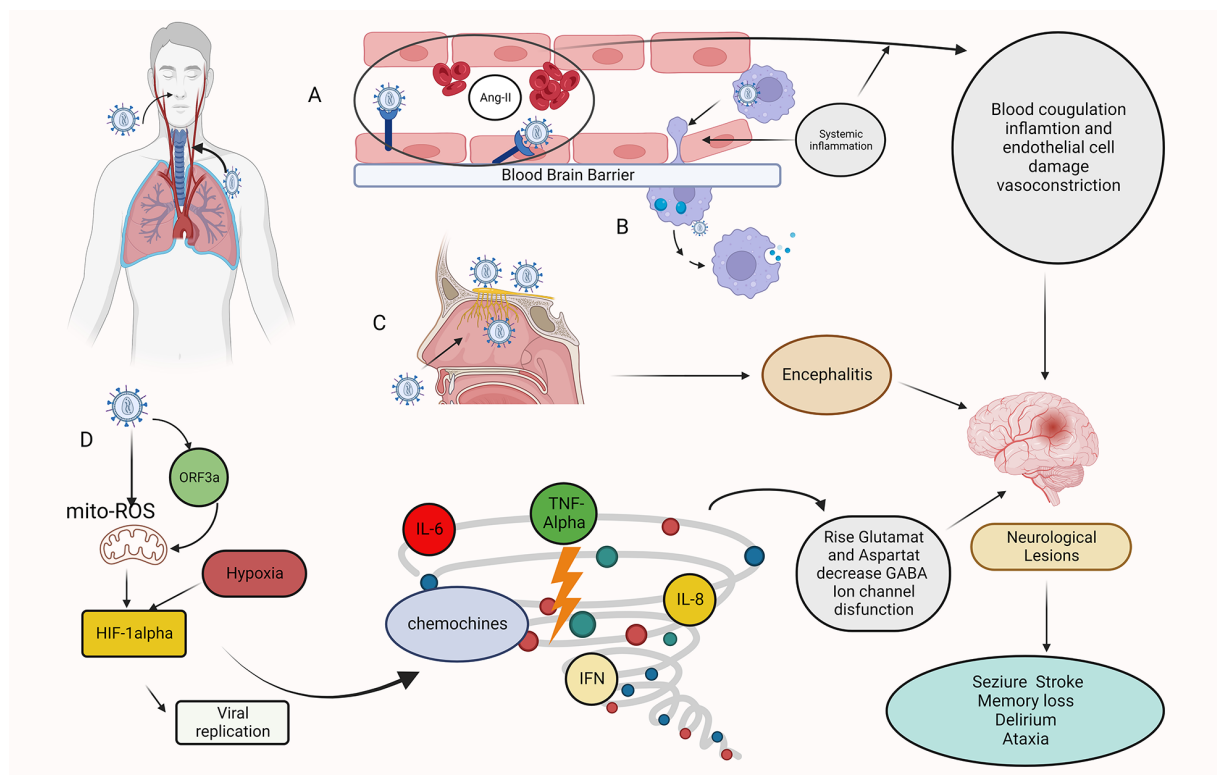 A
Ang-II
Systemic
inflammation
Blood Brain Barrier
Blood cougulation
inflamtion and
endothelial cell
damage
vasoconstriction
B
C
Encephalitis
D
ORF3a
mito-ROS
Hypoxia
HIF-1alpha
Viral
replication
IL-6
TNF-
Alpha
IL-8
chemochines
IFN
Rise Glutamat
and Aspartat
decrease GABA
Ion channel
disfunction
Neurological
Lesions
Seziure Stroke
Memory loss
Delirium
Ataxia